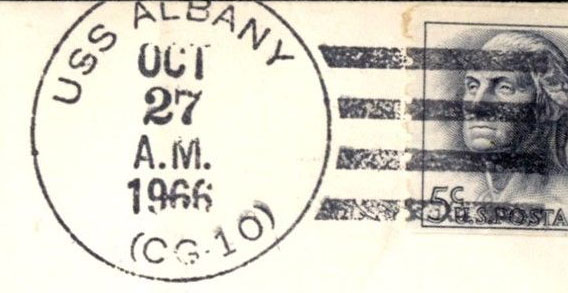 USS ALBANY
OCT
27
A.M.
1966
(CG-10)
5c
U.S. POSTA